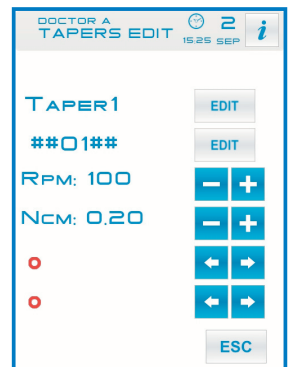 DOCTOR A
TAPERS EDIT
15.25
2
SEP
i
TAPER1
EDIT
##01##
EDIT
RPM: 100
− +
NCM: 0.20
− +
ESC